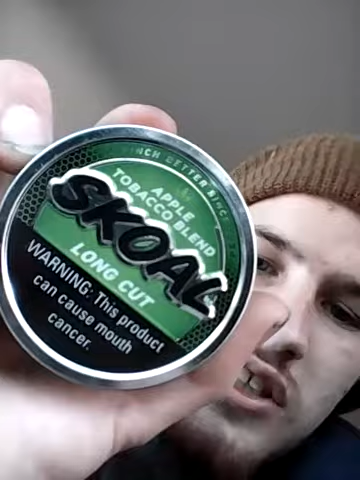 A PINCH BETTER SINCE
APPLE
TOBACCO BLEND
SKOAL
LONG CUT
WARNING: This product
can cause mouth
cancer.